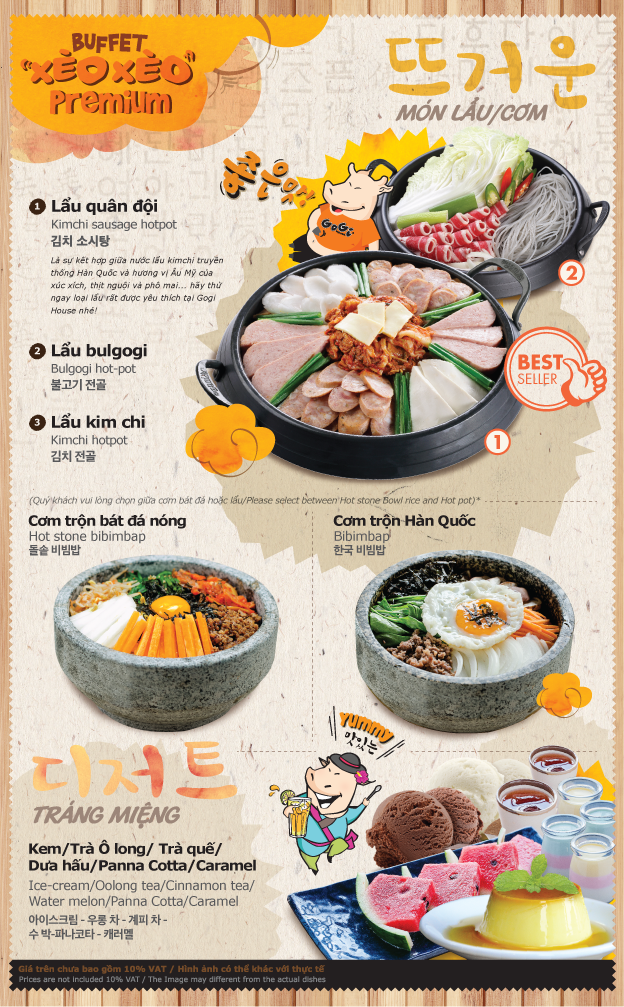 BUFFET
"XÈO XÈO"
Premium
뜨거운
MÓN LẨU/CƠM
좋은맛!
GoGi
1 Lẩu quân đội
Kimchi sausage hotpot
김치 소시탕
Là sự kết hợp giữa nước lẩu kimchi truyền
thống Hàn Quốc và hương vị Âu Mỹ của
xúc xích, thịt nguội và phô mai... hãy thử
ngay loại lẩu rất được yêu thích tại Gogi
House nhé!
2
2 Lẩu bulgogi
Bulgogi hot-pot
불고기 전골
BEST
SELLER
3 Lẩu kim chi
Kimchi hotpot
김치 전골
1
(Quý khách vui lòng chọn giữa cơm bát đá hoặc lẩu/Please select between Hot stone Bowl rice and Hot pot)*
Cơm trộn bát đá nóng
Hot stone bibimbap
돌솥 비빔밥
Cơm trộn Hàn Quốc
Bibimbap
한국 비빔밥
Yummy
맛있는
디저트
TRÁNG MIỆNG
Kem/Trà Ô long/ Trà quế/
Dưa hấu/Panna Cotta/Caramel
Ice-cream/Oolong tea/Cinnamon tea/
Water melon/Panna Cotta/Caramel
아이스크림 - 우롱 차 - 계피 차 -
수 박-파나코타 - 캐러멜
Giá trên chưa bao gồm 10% VAT / Hình ảnh có thể khác với thực tế
Prices are not included 10% VAT / The Image may different from the actual dishes